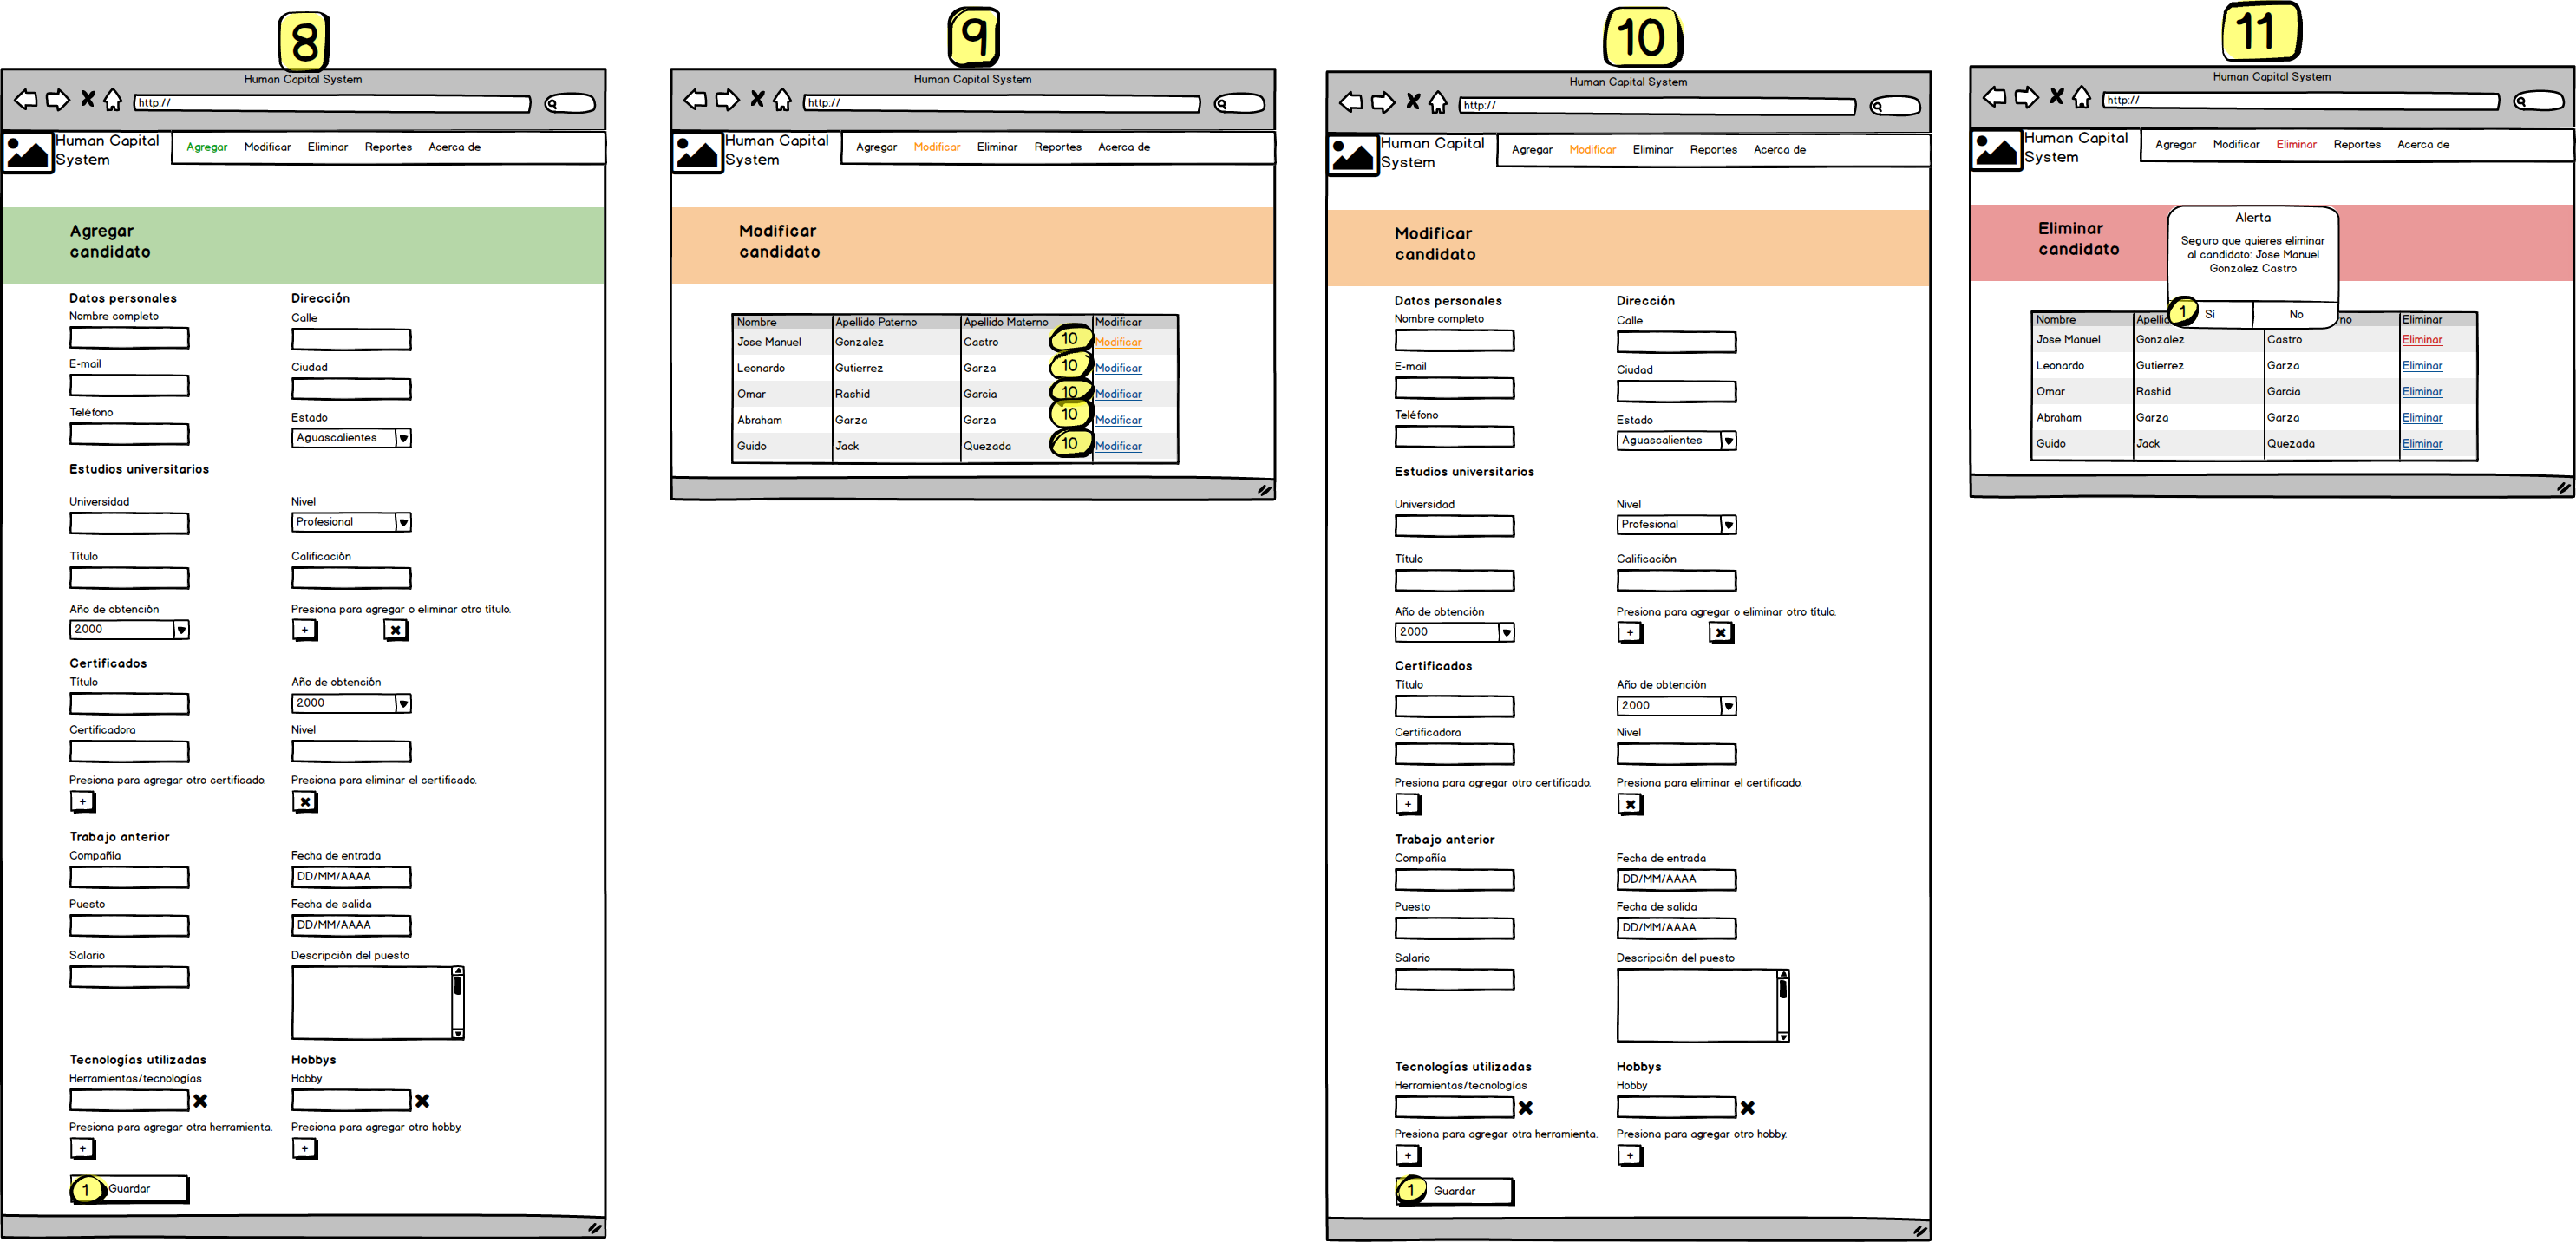 8
Human Capital System
http://
Human Capital
System
Agregar Modificar Eliminar Reportes Acerca de
Agregar
candidato
Datos personales Dirección
Nombre completo Calle
E-mail Ciudad
Teléfono Estado
Aguascalientes
Estudios universitarios
Universidad Nivel
Profesional
Título Calificación
Año de obtención Presiona para agregar o eliminar otro título.
2000 +
Certificados
Título Año de obtención
2000
Certificadora Nivel
Presiona para agregar otro certificado. Presiona para eliminar el certificado.
+
Trabajo anterior
Compañía Fecha de entrada
DD/MM/AAAA
Puesto Fecha de salida
DD/MM/AAAA
Salario Descripción del puesto
Tecnologías utilizadas Hobbys
Herramientas/tecnologías Hobby
Presiona para agregar otra herramienta. Presiona para agregar otro hobby.
+ +
1 Guardar
9
Human Capital System
http://
Human Capital
System
Agregar Modificar Eliminar Reportes Acerca de
Modificar
candidato
Nombre Apellido Paterno Apellido Materno Modificar
Jose Manuel Gonzalez Castro 10 Modificar
Leonardo Gutierrez Garza 10 Modificar
Omar Rashid Garcia 10 Modificar
Abraham Garza Garza 10 Modificar
Guido Jack Quezada 10 Modificar
10
Human Capital System
http://
Human Capital
System
Agregar Modificar Eliminar Reportes Acerca de
Modificar
candidato
Datos personales Dirección
Nombre completo Calle
E-mail Ciudad
Teléfono Estado
Aguascalientes
Estudios universitarios
Universidad Nivel
Profesional
Título Calificación
Año de obtención Presiona para agregar o eliminar otro título.
2000 +
Certificados
Título Año de obtención
2000
Certificadora Nivel
Presiona para agregar otro certificado. Presiona para eliminar el certificado.
+
Trabajo anterior
Compañía Fecha de entrada
DD/MM/AAAA
Puesto Fecha de salida
DD/MM/AAAA
Salario Descripción del puesto
Tecnologías utilizadas Hobbys
Herramientas/tecnologías Hobby
Presiona para agregar otra herramienta. Presiona para agregar otro hobby.
+ +
1 Guardar
11
Human Capital System
http://
Human Capital
System
Agregar Modificar Eliminar Reportes Acerca de
Eliminar
candidato
Alerta
Seguro que quieres eliminar
al candidato: Jose Manuel
Gonzalez Castro
1 Sí No
Nombre Apellid no Eliminar
Jose Manuel Gonzalez Castro Eliminar
Leonardo Gutierrez Garza Eliminar
Omar Rashid Garcia Eliminar
Abraham Garza Garza Eliminar
Guido Jack Quezada Eliminar